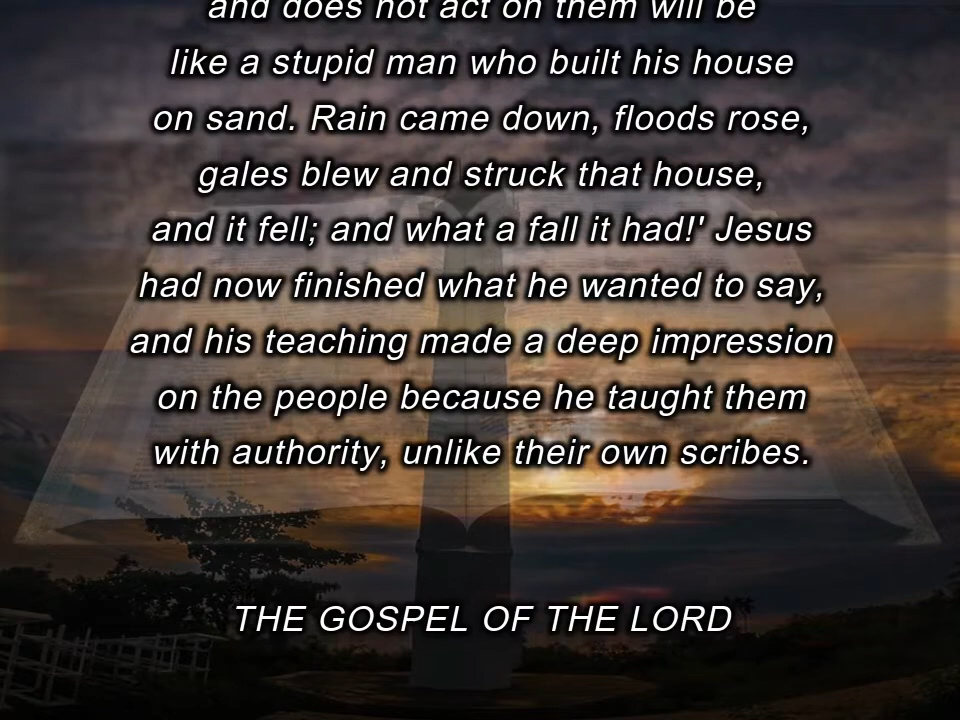 and does not act on them will be
like a stupid man who built his house
on sand. Rain came down, floods rose,
gales blew and struck that house,
and it fell; and what a fall it had!' Jesus
had now finished what he wanted to say,
and his teaching made a deep impression
on the people because he taught them
with authority, unlike their own scribes.
THE GOSPEL OF THE LORD